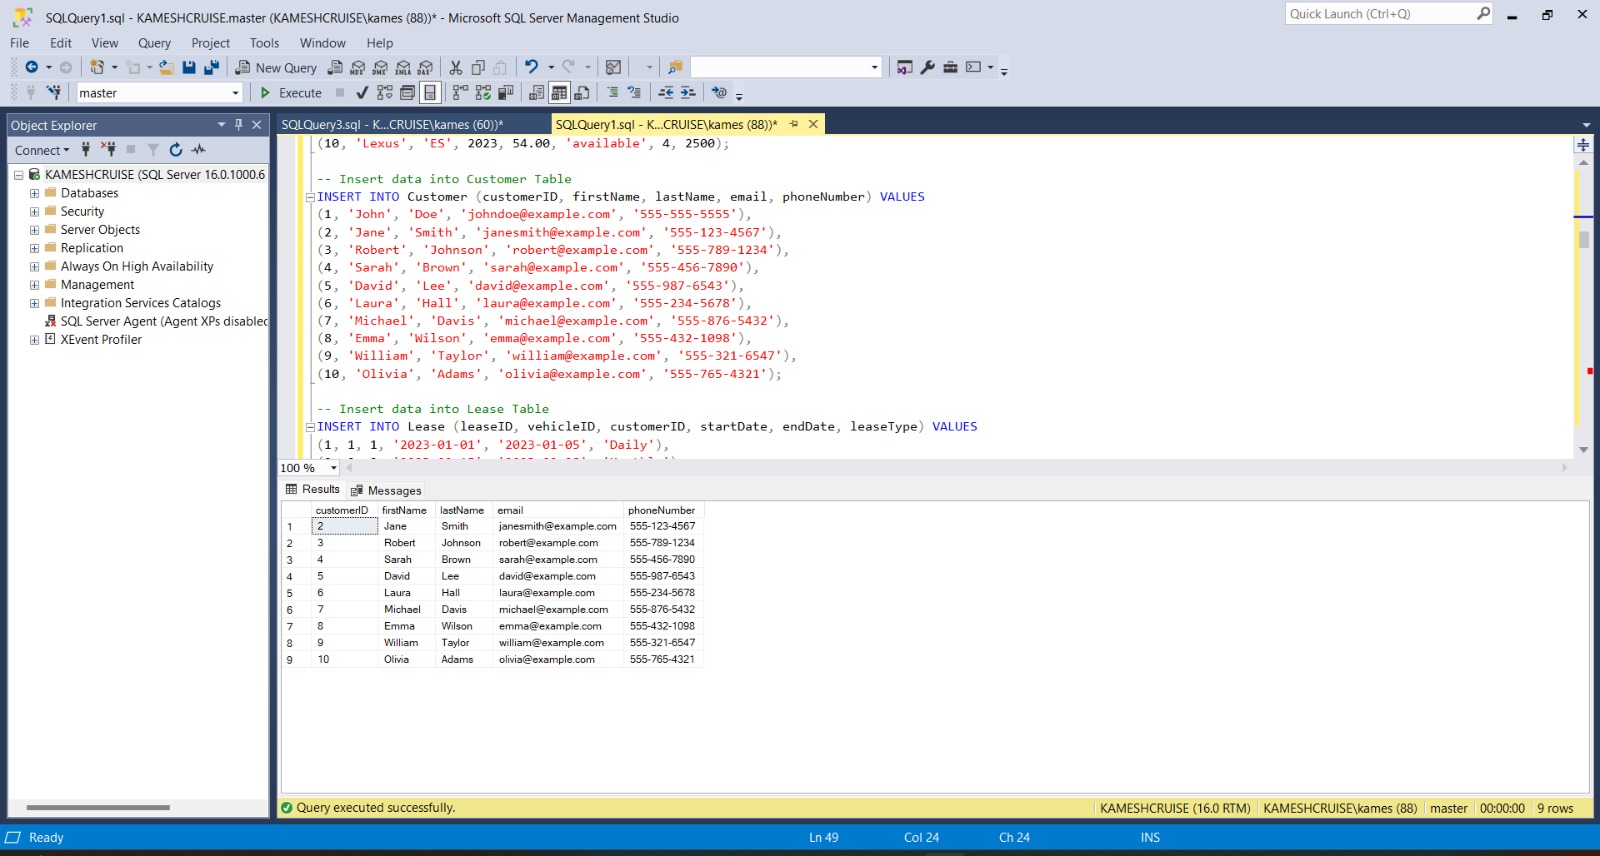 SQLQuery1.sql - KAMESHCRUISE.master (KAMESHCRUISE\kames (88))* - Microsoft SQL Server Management Studio
Quick Launch (Ctrl+Q)
File Edit View Query Project Tools Window Help
New Query MDX DMX XMLA DAX
master Execute
Object Explorer
Connect
KAMESHCRUISE (SQL Server 16.0.1000.6
Databases
Security
Server Objects
Replication
Always On High Availability
Management
Integration Services Catalogs
SQL Server Agent (Agent XPs disabled
XEvent Profiler
SQLQuery3.sql - K...CRUISE\kames (60))* SQLQuery1.sql - K...CRUISE\kames (88))*
(10, 'Lexus', 'ES', 2023, 54.00, 'available', 4, 2500);
-- Insert data into Customer Table
INSERT INTO Customer (customerID, firstName, lastName, email, phoneNumber) VALUES
(1, 'John', 'Doe', 'johndoe@example.com', '555-555-5555'),
(2, 'Jane', 'Smith', 'janesmith@example.com', '555-123-4567'),
(3, 'Robert', 'Johnson', 'robert@example.com', '555-789-1234'),
(4, 'Sarah', 'Brown', 'sarah@example.com', '555-456-7890'),
(5, 'David', 'Lee', 'david@example.com', '555-987-6543'),
(6, 'Laura', 'Hall', 'laura@example.com', '555-234-5678'),
(7, 'Michael', 'Davis', 'michael@example.com', '555-876-5432'),
(8, 'Emma', 'Wilson', 'emma@example.com', '555-432-1098'),
(9, 'William', 'Taylor', 'william@example.com', '555-321-6547'),
(10, 'Olivia', 'Adams', 'olivia@example.com', '555-765-4321');
-- Insert data into Lease Table
INSERT INTO Lease (leaseID, vehicleID, customerID, startDate, endDate, leaseType) VALUES
(1, 1, 1, '2023-01-01', '2023-01-05', 'Daily'),
100 %
Results Messages
customerID firstName lastName email phoneNumber
1 2 Jane Smith janesmith@example.com 555-123-4567
2 3 Robert Johnson robert@example.com 555-789-1234
3 4 Sarah Brown sarah@example.com 555-456-7890
4 5 David Lee david@example.com 555-987-6543
5 6 Laura Hall laura@example.com 555-234-5678
6 7 Michael Davis michael@example.com 555-876-5432
7 8 Emma Wilson emma@example.com 555-432-1098
8 9 William Taylor william@example.com 555-321-6547
9 10 Olivia Adams olivia@example.com 555-765-4321
Query executed successfully. KAMESHCRUISE (16.0 RTM) KAMESHCRUISE\kames (88) master 00:00:00 9 rows
Ready Ln 49 Col 24 Ch 24 INS